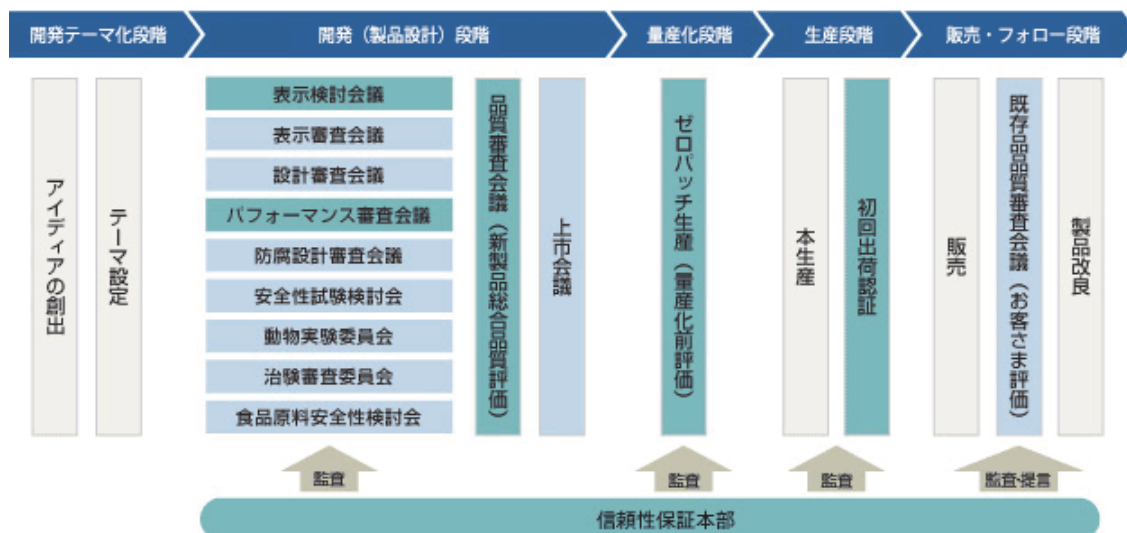 開発テーマ化段階
開発（製品設計）段階
量産化段階
生産段階
販売・フォロー段階
アイディアの創出
テーマ設定
表示検討会議
表示審査会議
設計審査会議
パフォーマンス審査会議
防腐設計審査会議
安全性試験検討会
動物実験委員会
治験審査委員会
食品原料安全性検討会
品質審査会議（新製品総合品質評価）
上市会議
ゼロバッチ生産（量産化前評価）
本生産
初回出荷認証
販売
既存品品質審査会議（お客さま評価）
製品改良
監査
監査
監査
監査・提言
信頼性保証本部